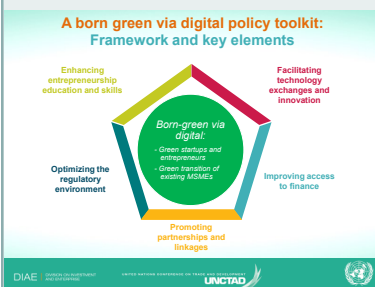 A born green via digital policy toolkit:
Framework and key elements
Enhancing
entrepreneurship
education and skills
Facilitating
technology
exchanges and
innovation
Born-green via
digital:
- Green startups and
entrepreneurs
- Green transition of
existing MSMEs
Optimizing the
regulatory
environment
Improving access
to finance
Promoting
partnerships and
linkages
DIAE
DIVISION ON INVESTMENT
AND ENTERPRISE
UNITED NATIONS CONFERENCE ON TRADE AND DEVELOPMENT
UNCTAD